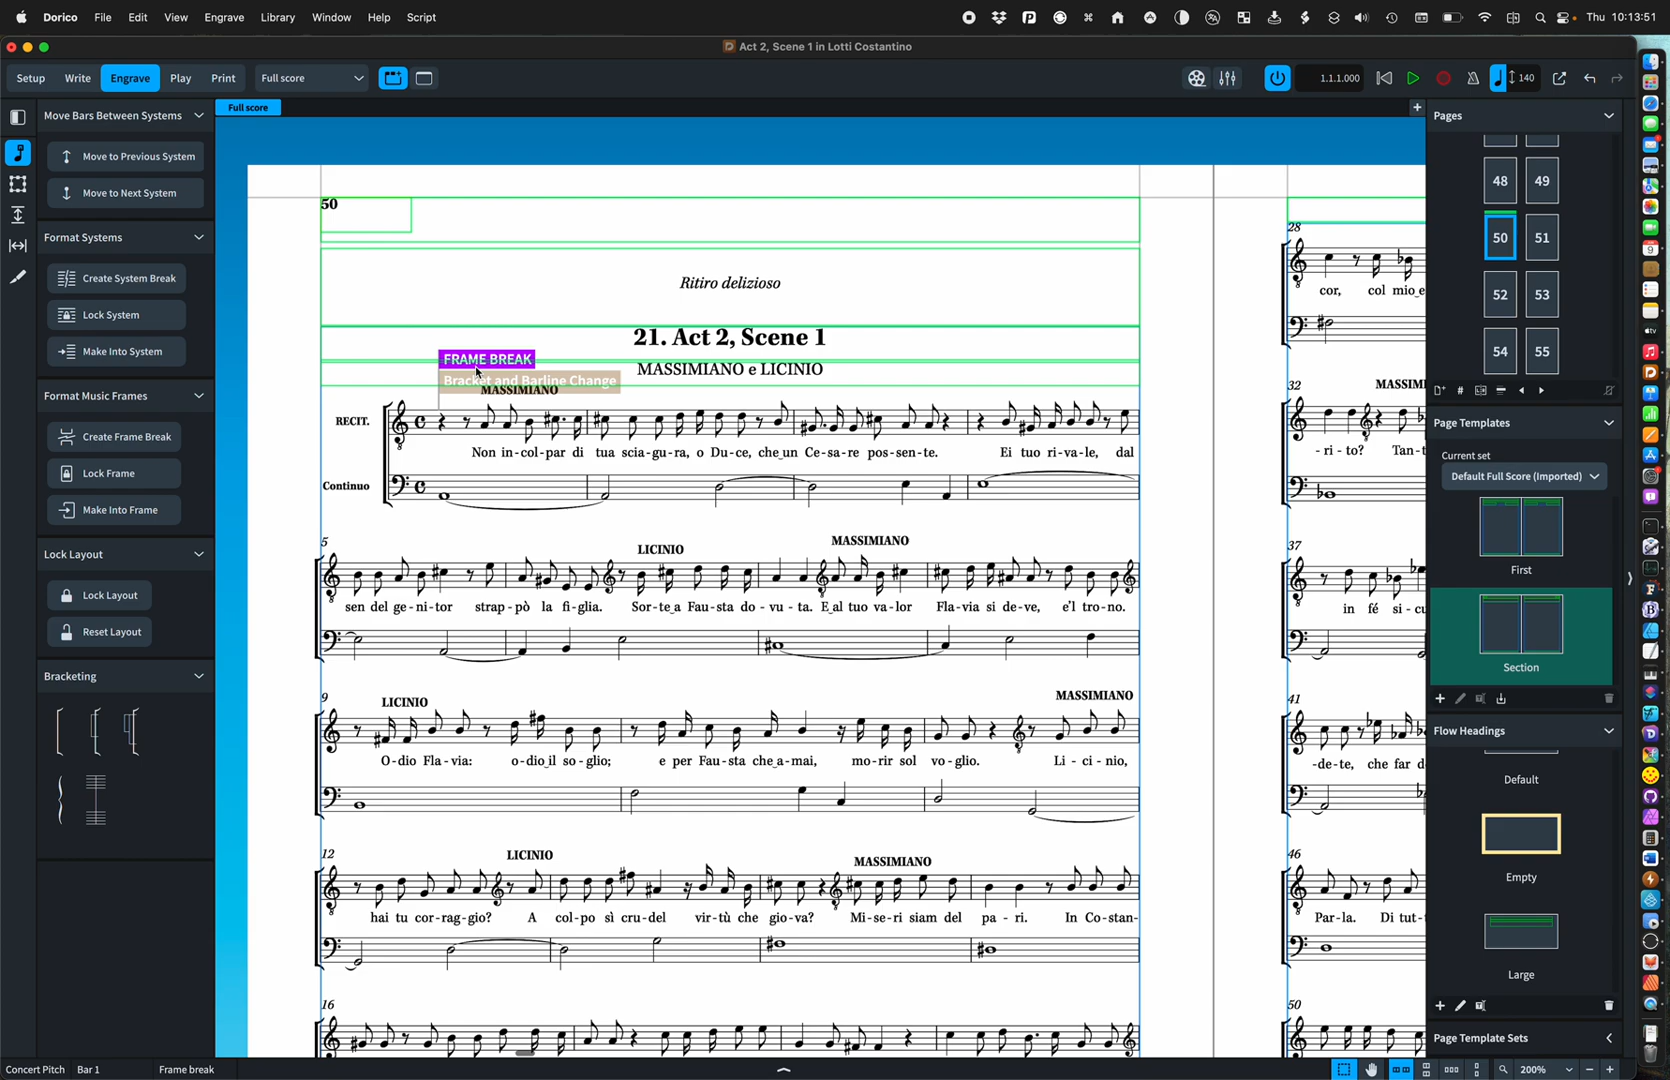 Dorico File Edit View Engrave Library Window Help Script
Thu 10:13:51
Act 2, Scene 1 in Lotti Costantino
Setup Write Engrave Play Print Full score
1.1.1.000
140
Move Bars Between Systems
Move to Previous System
Move to Next System
Format Systems
Create System Break
Lock System
Make Into System
Format Music Frames
Create Frame Break
Lock Frame
Make Into Frame
Lock Layout
Lock Layout
Reset Layout
Bracketing
Full score
50
Ritiro delizioso
21. Act 2, Scene 1
FRAME BREAK
MASSIMIANO e LICINIO
Bracket and Barline Change
MASSIMIANO
RECIT.
Non in-col-par di tua scia-gu-ra, o Du-ce, che un Ce-sa-re pos-sen-te. Ei tuo ri-va-le, dal
Continuo
5
LICINIO MASSIMIANO
sen del ge-ni-tor strap-pò la fi-glia. Sor-te a Fau-sta do-vu-ta. E al tuo va-lor Fla-via si de-ve, e'l tro-no.
9
LICINIO MASSIMIANO
O-dio Fla-via: o-dio il so-glio; e per Fau-sta che a-mai, mo-rir sol vo-glio. Li-ci-nio,
12
LICINIO MASSIMIANO
hai tu cor-rag-gio? A col-po sì cru-del vir-tù che gio-va? Mi-se-ri siam del pa-ri. In Co-stan-
16
28
cor, col mio e
32
MASSIM
-ri-to? Tan-t
37
in fé si-cu
41
-de-te, che far d
46
Par-la. Di tut-
50
Pages
48 49
50 51
52 53
54 55
Page Templates
Current set
Default Full Score (Imported)
First
Section
Flow Headings
Default
Empty
Large
Page Template Sets
Concert Pitch Bar 1 Frame break
200%